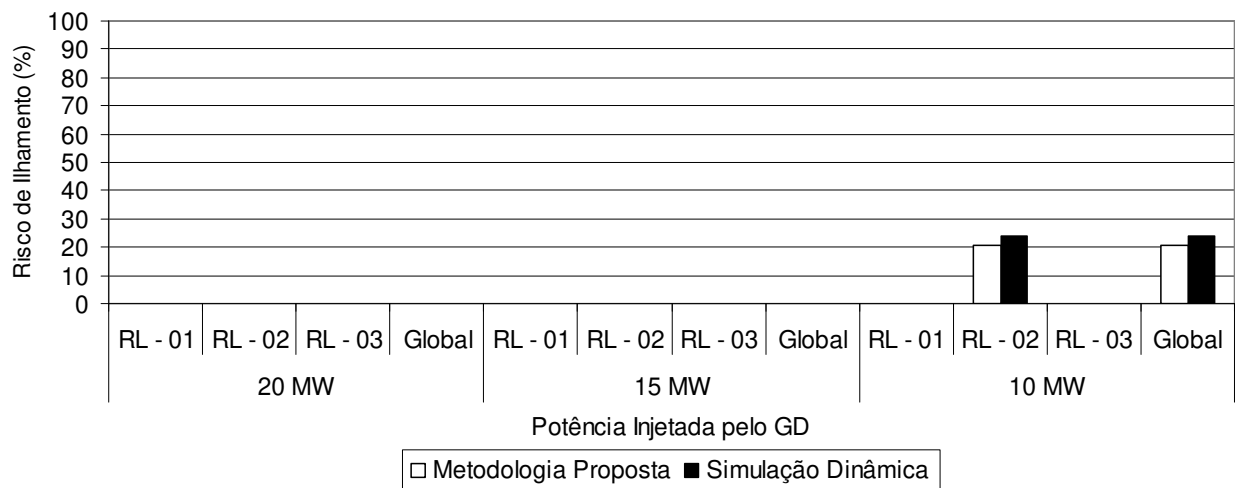 Risco de Ilhamento (%)
100
90
80
70
60
50
40
30
20
10
0
RL - 01 RL - 02 RL - 03 Global RL - 01 RL - 02 RL - 03 Global RL - 01 RL - 02 RL - 03 Global
20 MW 15 MW 10 MW
Potência Injetada pelo GD
Metodologia Proposta Simulação Dinâmica